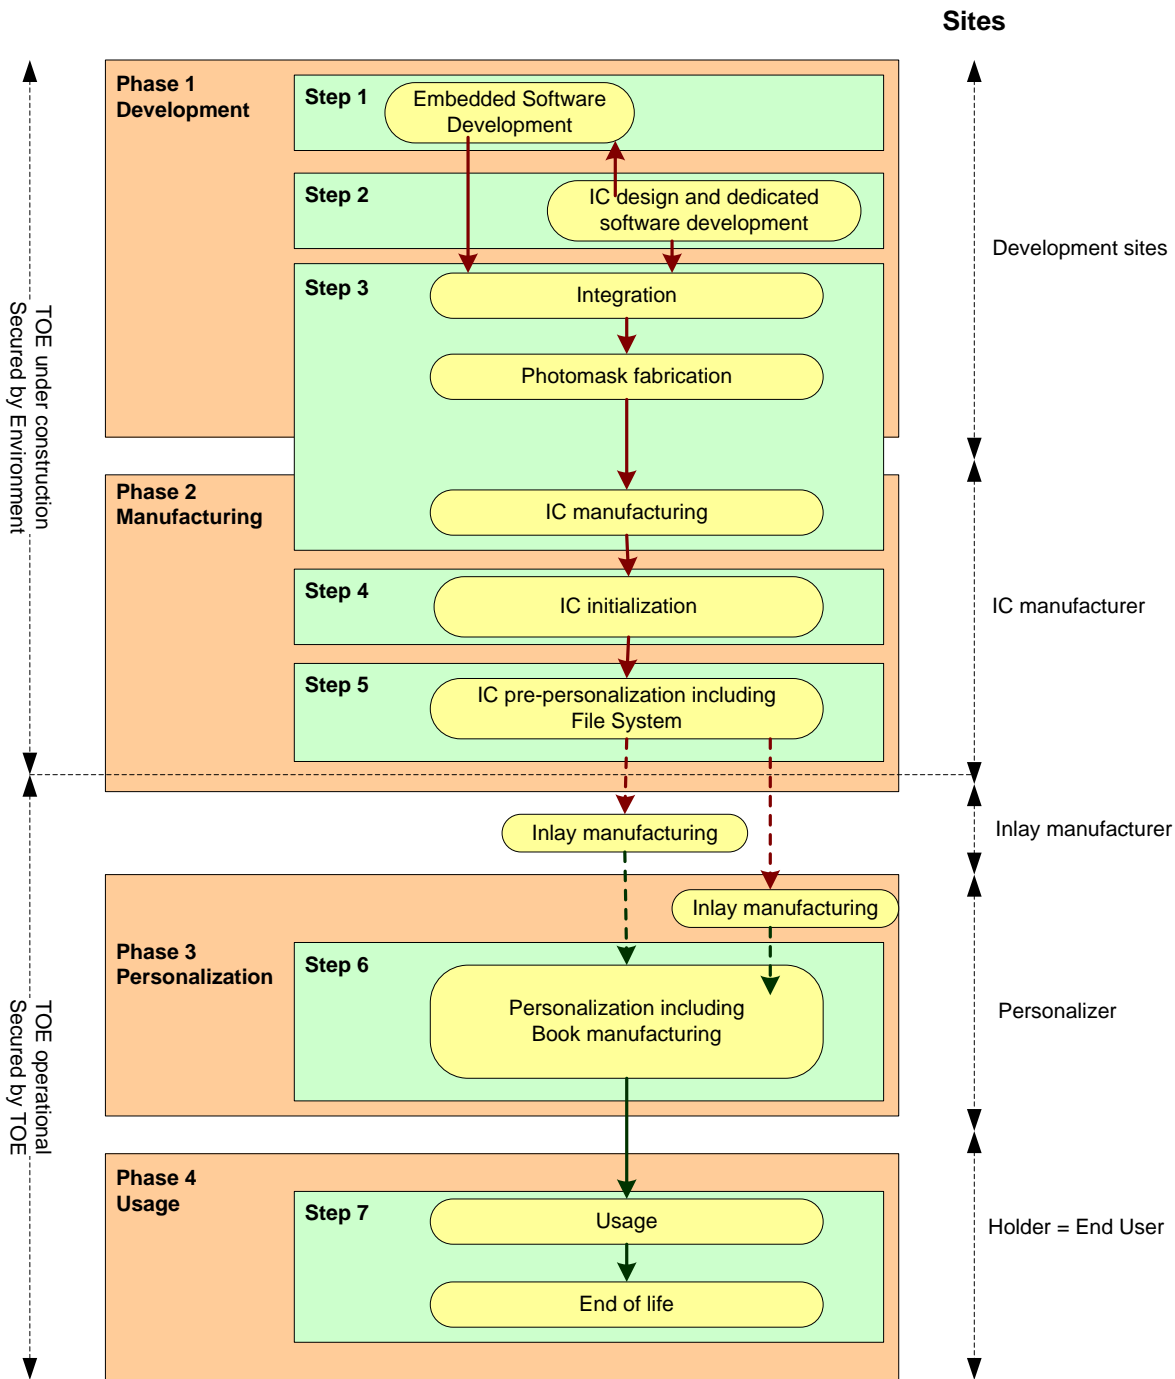 Sites
Phase 1
Development
Step 1
Embedded Software
Development
Step 2
IC design and dedicated
software development
Development sites
Step 3
Integration
Photomask fabrication
TOE under construction
Secured by Environment
Phase 2
Manufacturing
IC manufacturing
Step 4
IC initialization
IC manufacturer
Step 5
IC pre-personalization including
File System
Inlay manufacturing
Inlay manufacturer
Inlay manufacturing
Phase 3
Personalization
Step 6
Personalization including
Book manufacturing
Personalizer
TOE operational
Secured by TOE
Phase 4
Usage
Step 7
Usage
Holder = End User
End of life